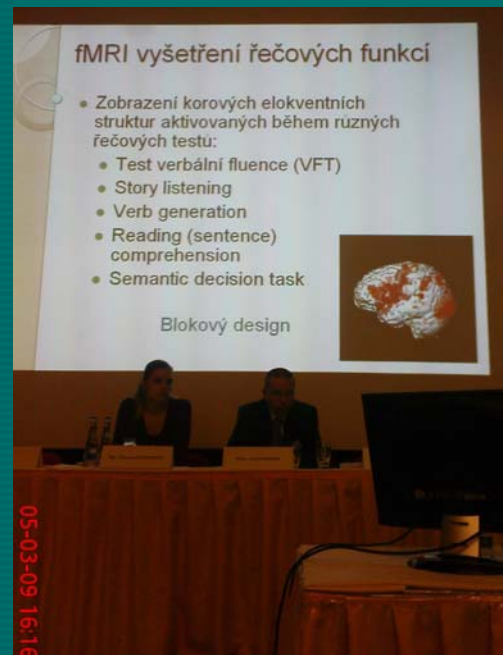 fMRI vyšetření řečových funkcí
Zobrazení korových elokventních
struktur aktivovaných během různých
řečových testů:
Test verbální fluence (VFT)
Story listening
Verb generation
Reading (sentence)
comprehension
Semantic decision task
Blokový design
05-03-09 16:16